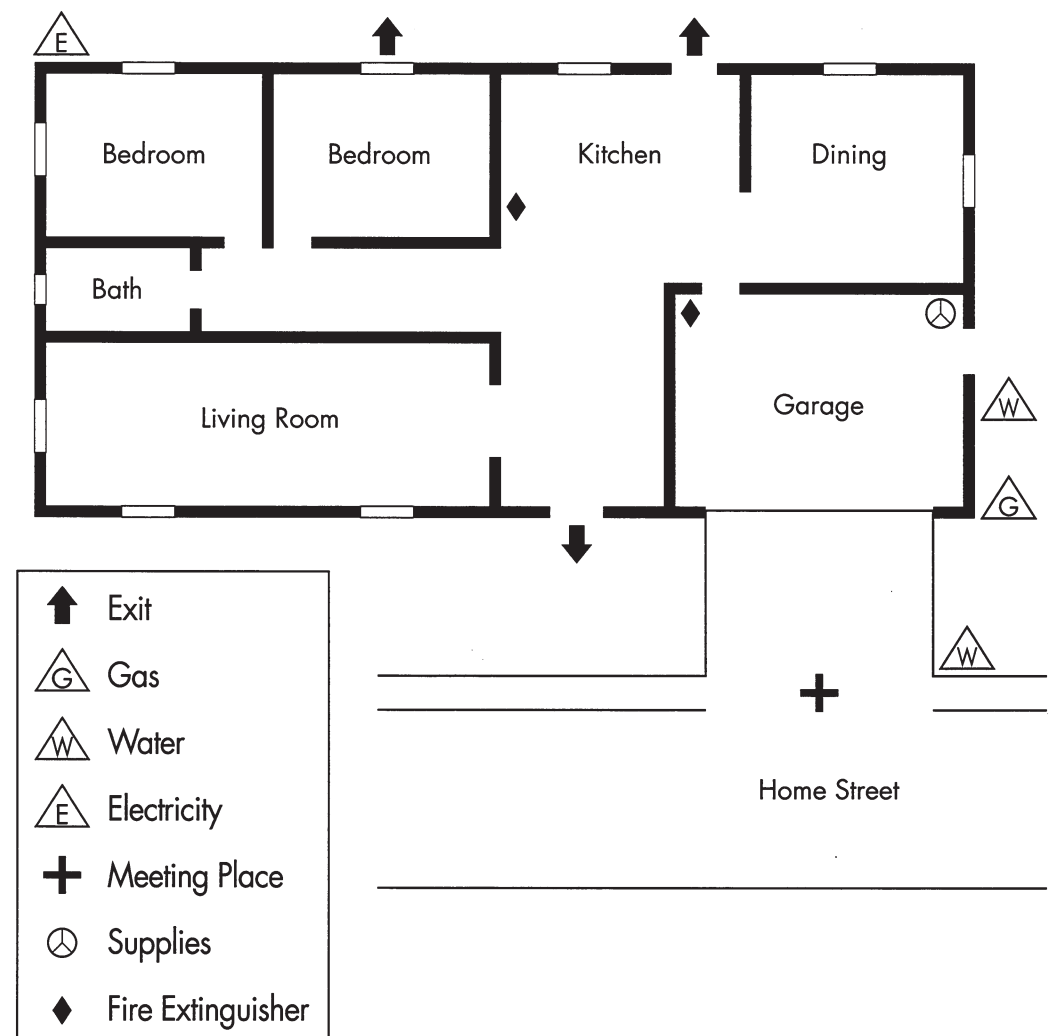 E
Bedroom
Bedroom
Kitchen
Dining
Bath
Living Room
Garage
W
G
W
Home Street
Exit
G Gas
W Water
E Electricity
Meeting Place
Supplies
Fire Extinguisher